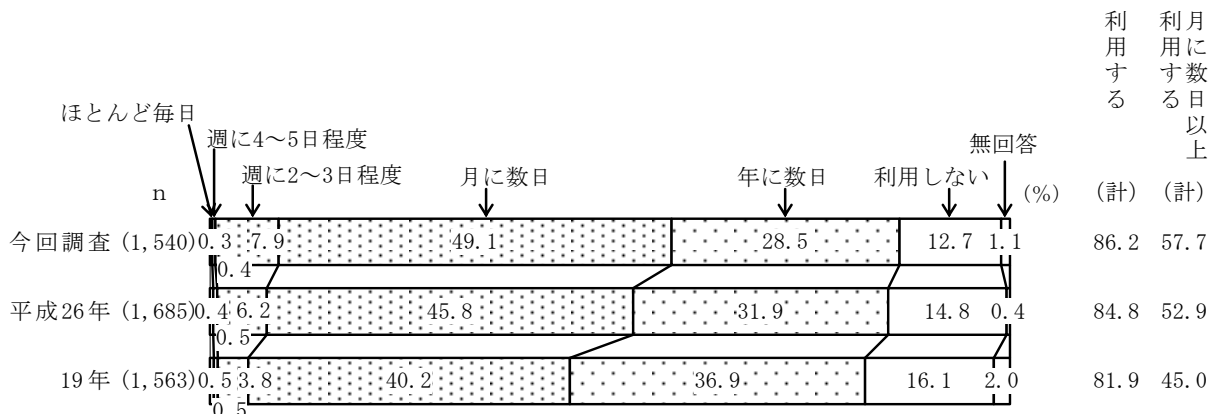 利用する
月に数日以上利用する
ほとんど毎日
週に4～5日程度
無回答
週に2～3日程度
月に数日
年に数日
利用しない
n
(%)
(計) (計)
今回調査 (1,540) 0.3 7.9 49.1 28.5 12.7 1.1 86.2 57.7
0.4
平成26年 (1,685) 0.4 6.2 45.8 31.9 14.8 0.4 84.8 52.9
0.5
19年 (1,563) 0.5 3.8 40.2 36.9 16.1 2.0 81.9 45.0
0.5